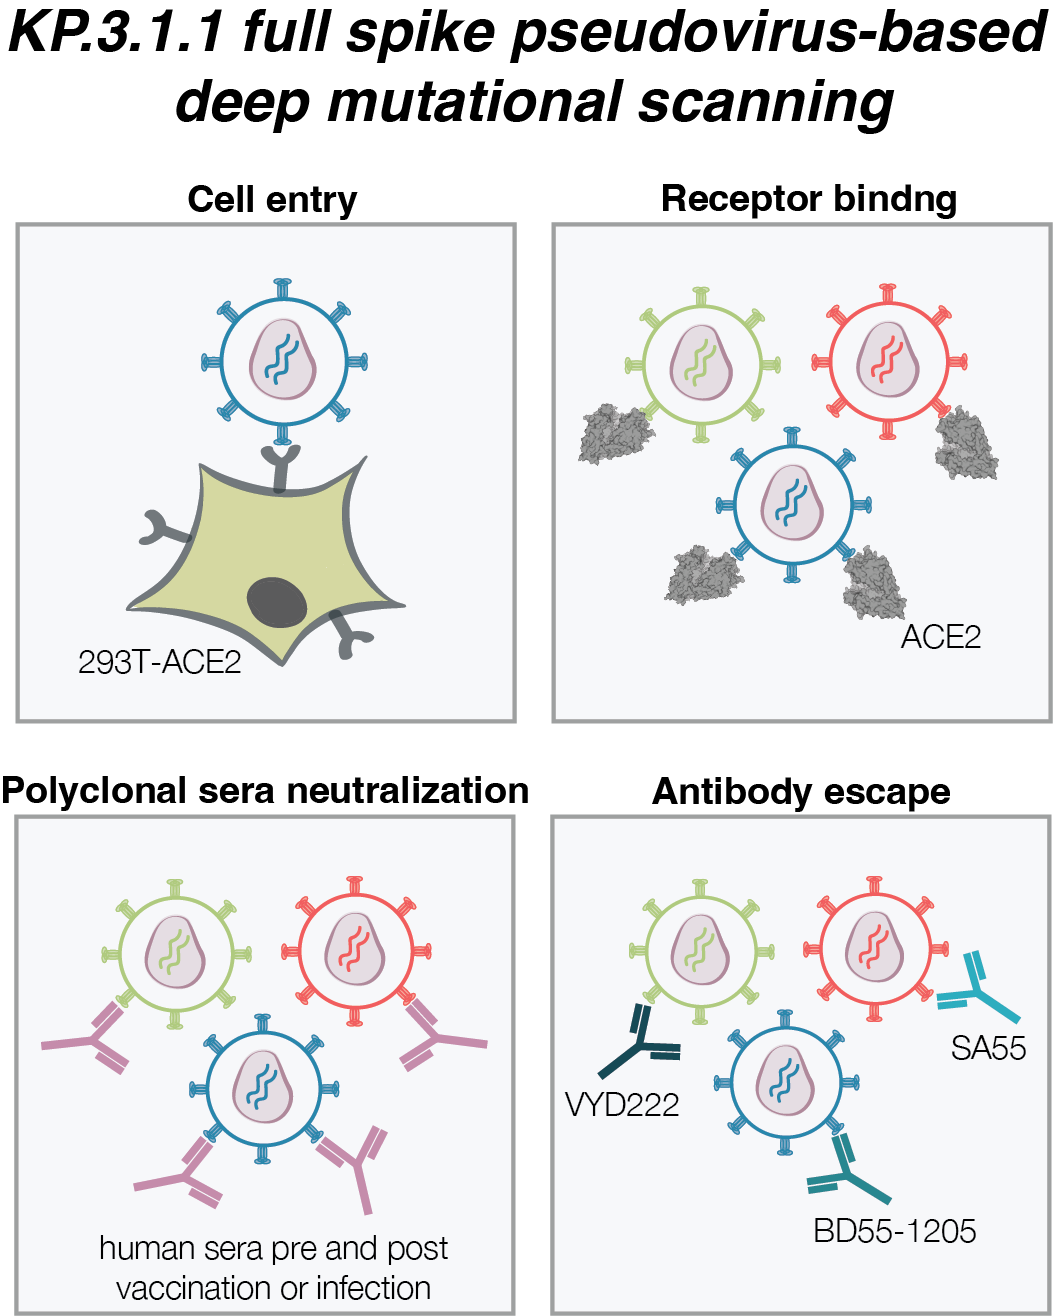 KP.3.1.1 full spike pseudovirus-based
deep mutational scanning
Cell entry
293T-ACE2
Receptor bindng
ACE2
Polyclonal sera neutralization
human sera pre and post
vaccination or infection
Antibody escape
SA55
VYD222
BD55-1205